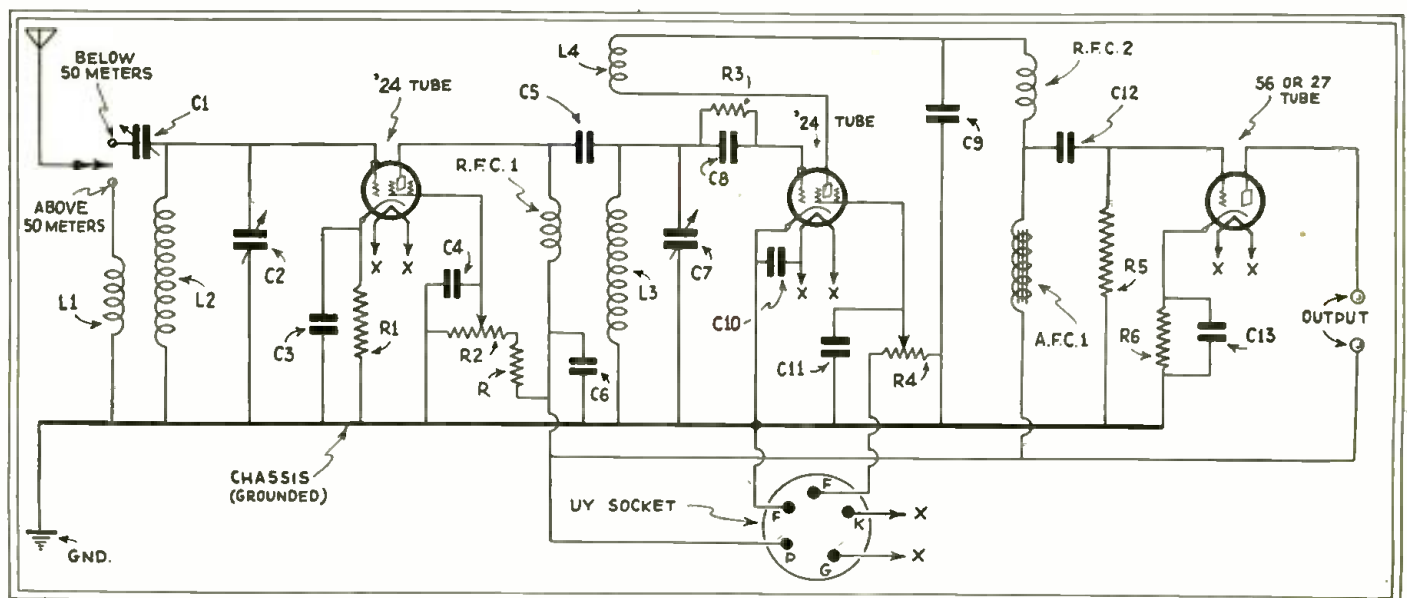 BELOW
50 METERS
C1
'24 TUBE
C5
L4
R3
'24 TUBE
R.F.C.2
C12
56 OR 27
TUBE
C9
R.F.C.1
C8
ABOVE
50 METERS
L1
L2
C2
X X
C4
C3
R1
R2
R
C6
L3
C7
C10
X X
C11
R4
A.F.C.1
R5
X X
R6
C13
OUTPUT
CHASSIS
(GROUNDED)
GND.
UY SOCKET
F
F
K
X
P
G
X